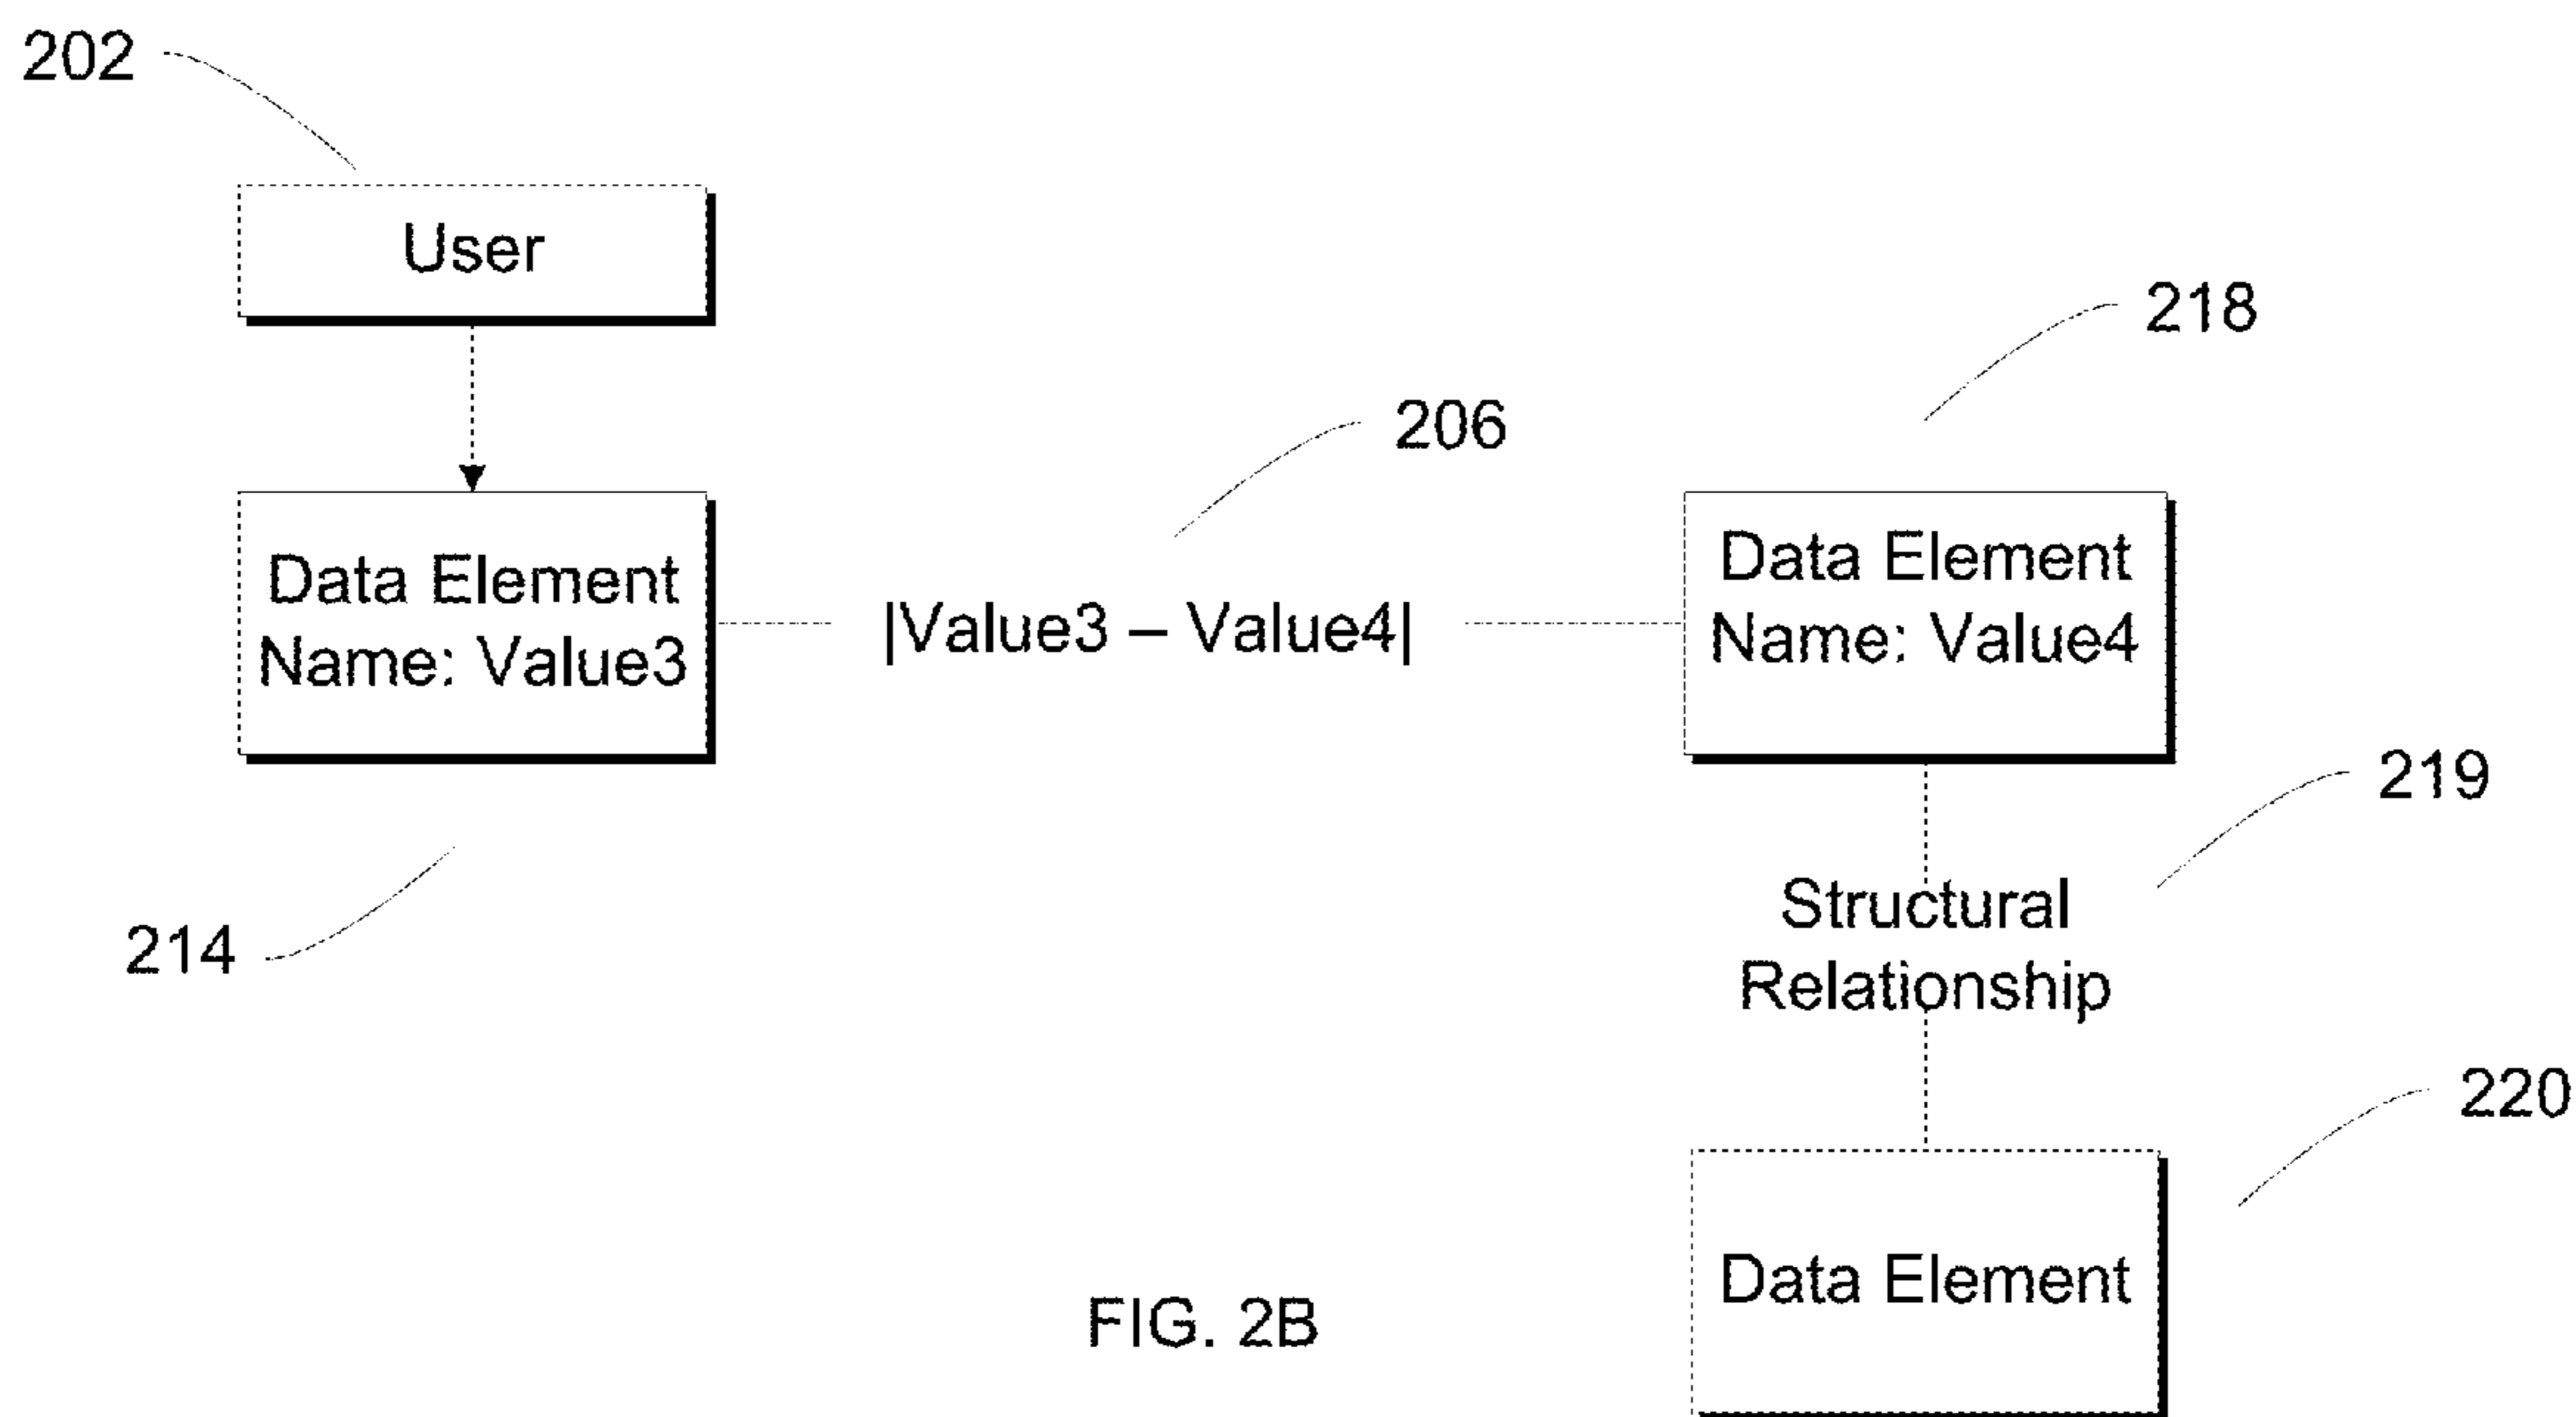 202
User
218
206
Data Element
Name: Value3
|Value3 – Value4|
Data Element
Name: Value4
219
214
Structural
Relationship
220
Data Element
FIG. 2B